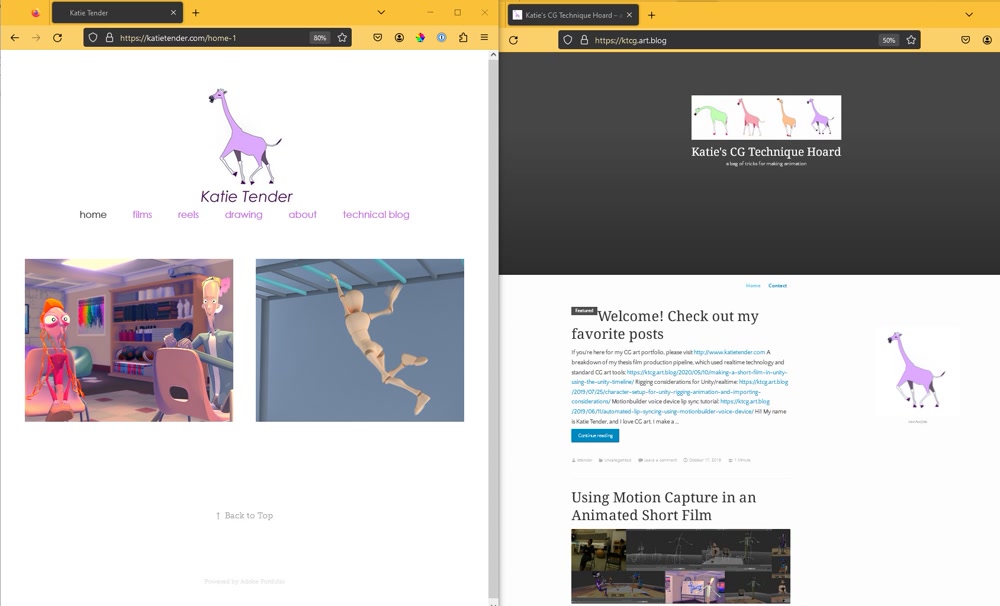 Katie Tender
https://katietender.com/home-1
80%
Katie Tender
home
films
reels
drawing
about
technical blog
↑ Back to Top
Powered by Adobe Portfolio
Katie's CG Technique Hoard –
https://ktcg.art.blog
50%
Katie's CG Technique Hoard
a bag of tricks for making animation
Home
Contact
Featured
Welcome! Check out my
favorite posts
If you're here for my CG art portfolio, please visit http://www.katietender.com A
breakdown of my thesis film production pipeline, which used realtime technology and
standard CG art tools: https://ktcg.art.blog/2020/05/10/making-a-short-film-in-unity-
using-the-unity-timeline/ Rigging considerations for Unity/realtime: https://ktcg.art.blog
/2019/07/25/character-setup-for-unity-rigging-animation-and-importing-
considerations/ Motionbuilder voice device lip sync tutorial: https://ktcg.art.blog
/2019/06/11/automated-lip-syncing-using-motionbuilder-voice-device/ Hi! My name
is Katie Tender, and I love CG art. I make a ...
Continue reading
Uncategorized
Leave a comment
October 17, 2019
1 Minute
Using Motion Capture in an
Animated Short Film